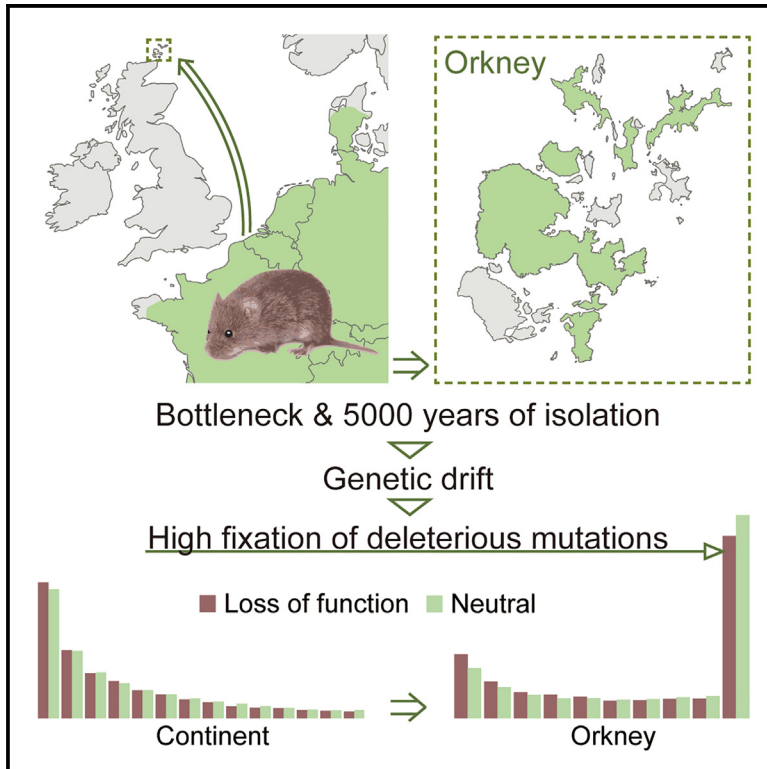 Orkney
Bottleneck & 5000 years of isolation
Genetic drift
High fixation of deleterious mutations
Loss of function
Neutral
Continent
Orkney